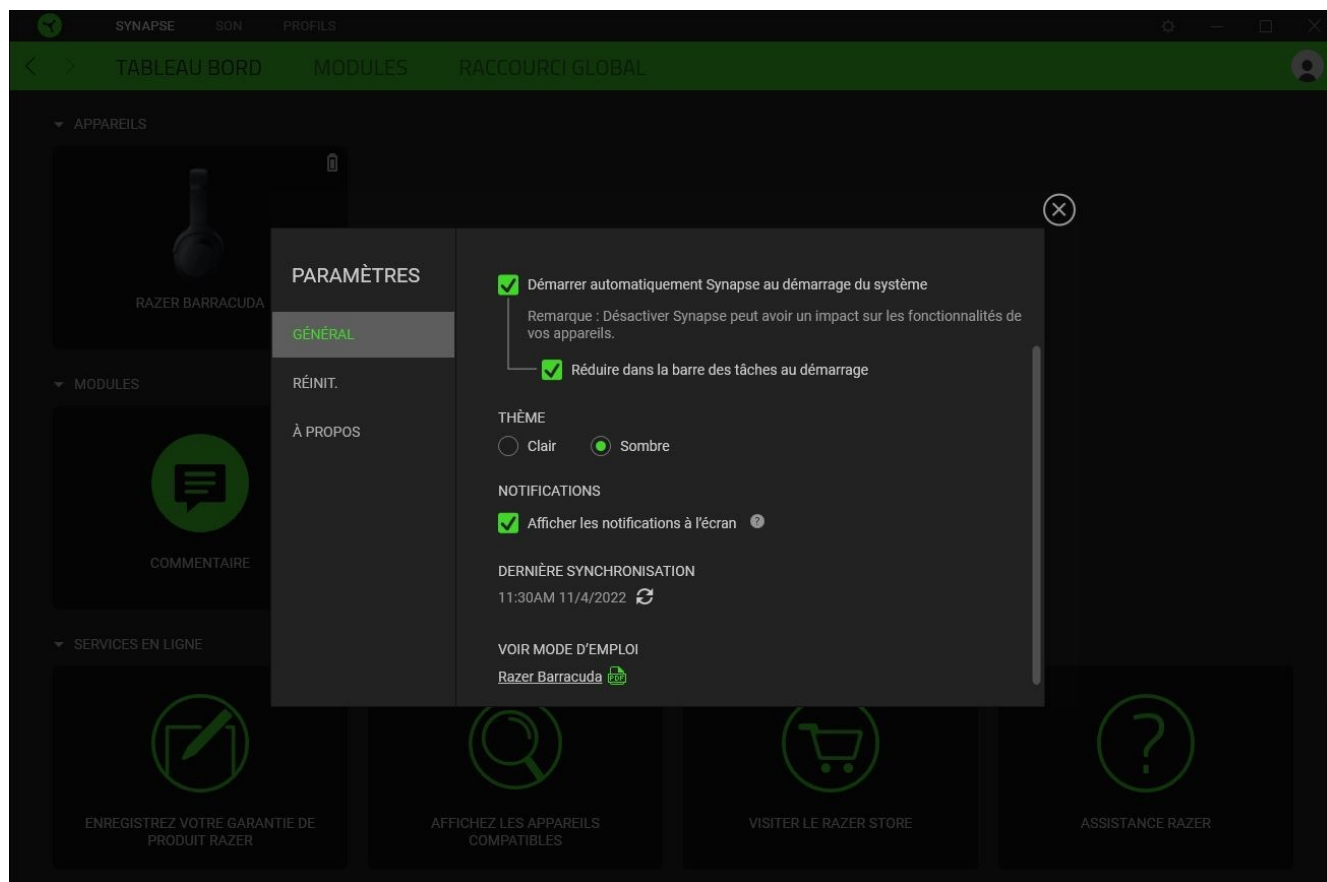 SYNAPSE SON PROFILS
TABLEAU BORD MODULES RACCOURCI GLOBAL
APPAREILS
RAZER BARRACUDA
MODULES
COMMENTAIRE
SERVICES EN LIGNE
ENREGISTREZ VOTRE GARANTIE DE
PRODUIT RAZER
AFFICHEZ LES APPAREILS
COMPATIBLES
VISITER LE RAZER STORE
ASSISTANCE RAZER
PARAMÈTRES
GÉNÉRAL
RÉINIT.
À PROPOS
Démarrer automatiquement Synapse au démarrage du système
Remarque : Désactiver Synapse peut avoir un impact sur les fonctionnalités de
vos appareils.
Réduire dans la barre des tâches au démarrage
THÈME
Clair Sombre
NOTIFICATIONS
Afficher les notifications à l'écran ?
DERNIÈRE SYNCHRONISATION
11:30AM 11/4/2022
VOIR MODE D'EMPLOI
Razer Barracuda PDF